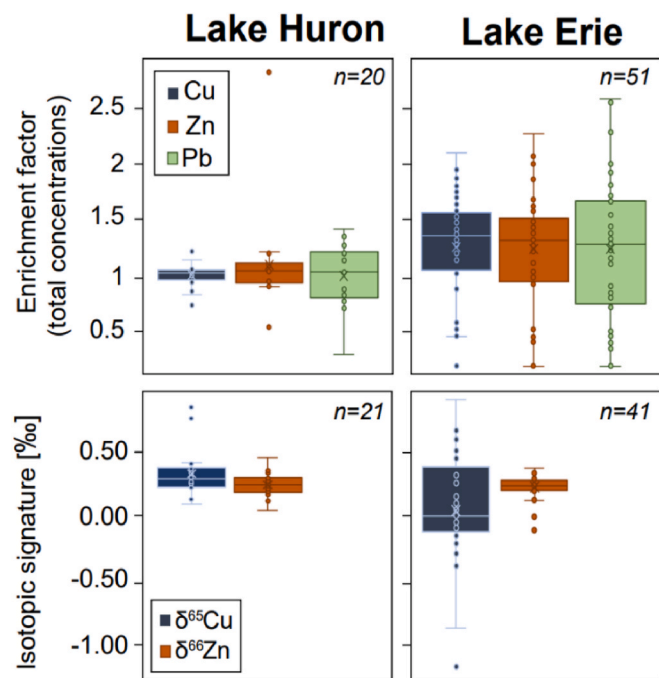 Lake Huron
Lake Erie
Enrichment factor
(total concentrations)
2.5
2
1.5
1
0.5
Cu
Zn
Pb
n=20
n=51
Isotopic signature [‰]
0.50
0.00
-0.50
-1.00
n=21
n=41
δ⁶⁵Cu
δ⁶⁶Zn